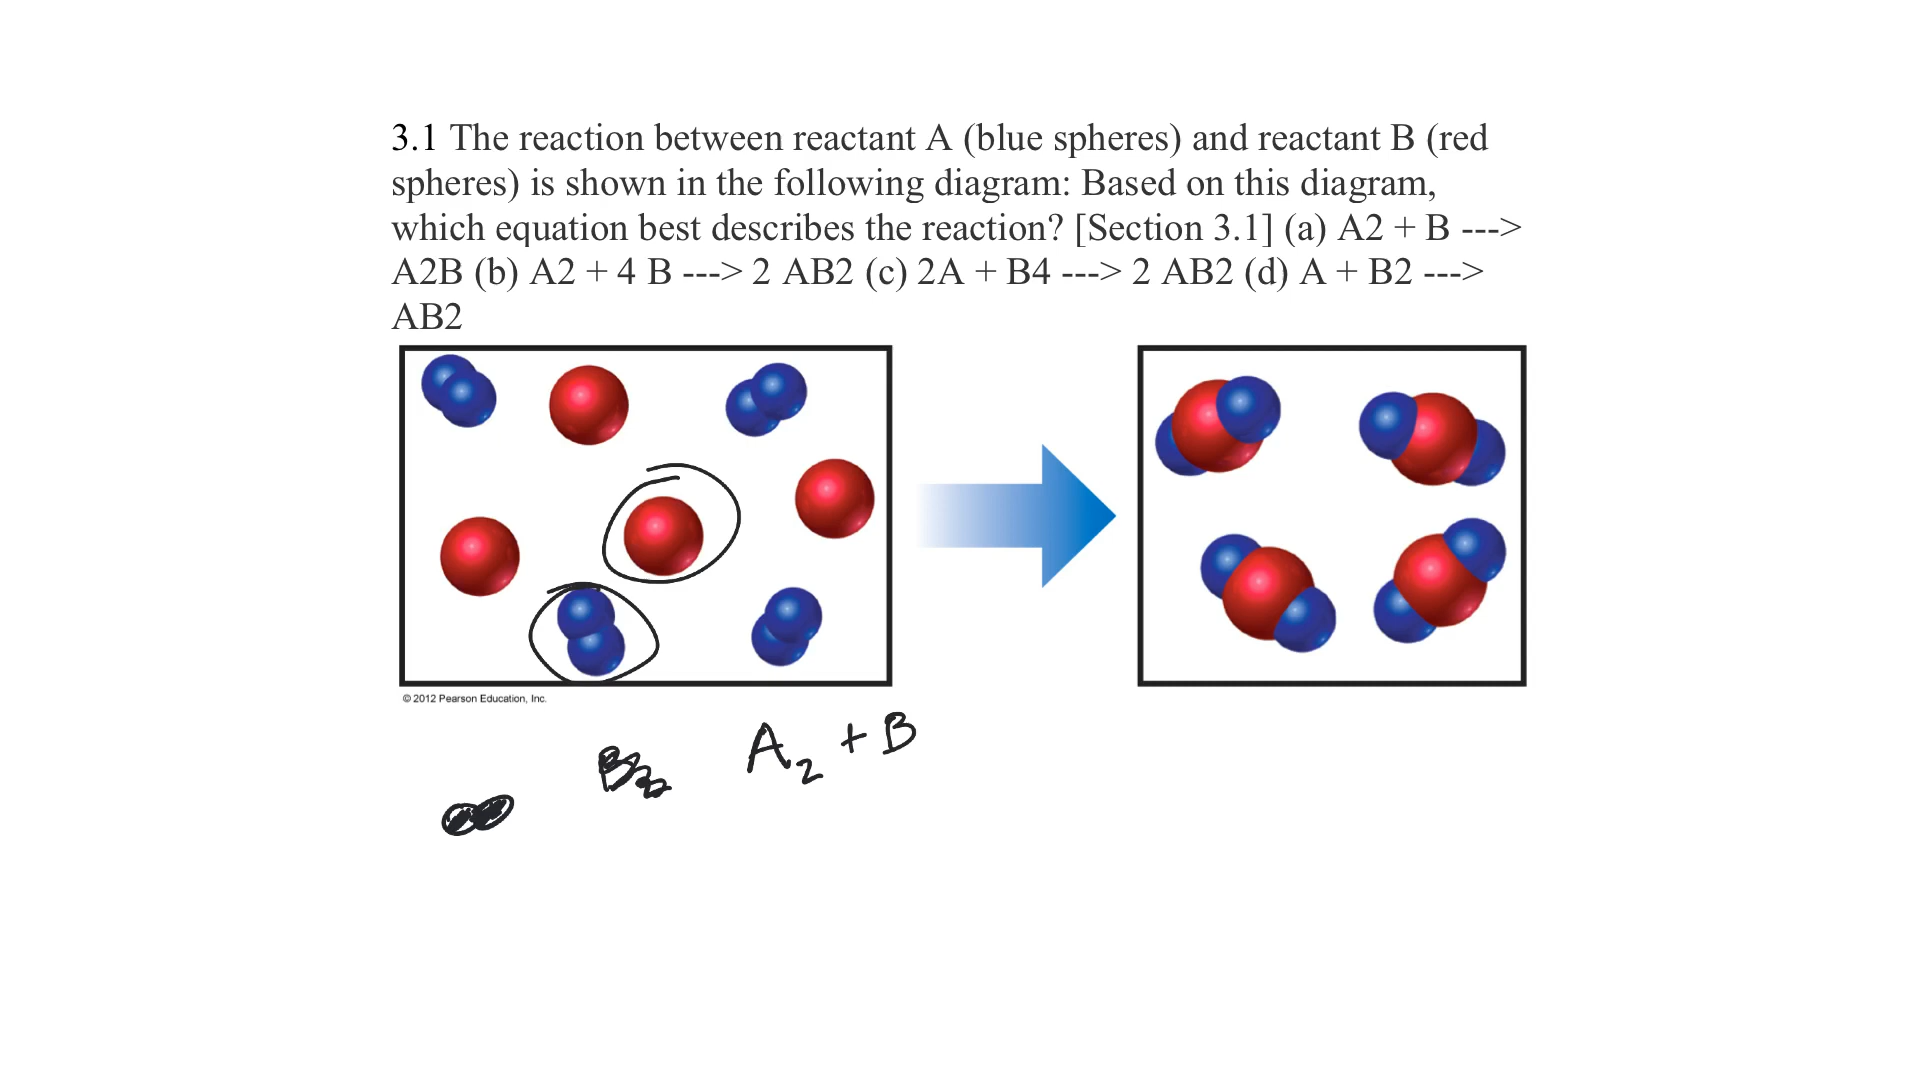 3.1 The reaction between reactant A (blue spheres) and reactant B (red
spheres) is shown in the following diagram: Based on this diagram,
which equation best describes the reaction? [Section 3.1] (a) A2 + B --->
A2B (b) A2 + 4 B ---> 2 AB2 (c) 2A + B4 ---> 2 AB2 (d) A + B2 --->
AB2
© 2012 Pearson Education, Inc.
A₂ + B